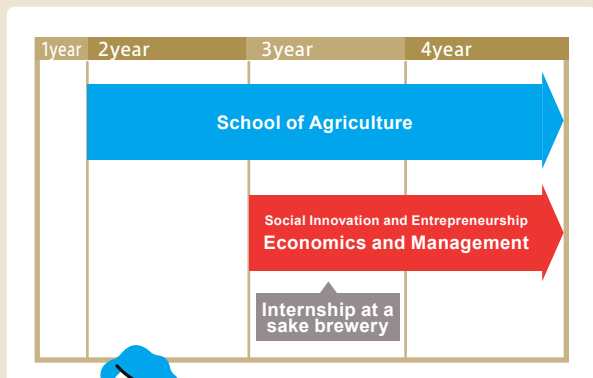 1year 2year 3year 4year
School of Agriculture
Social Innovation and Entrepreneurship
Economics and Management
Internship at a
sake brewery